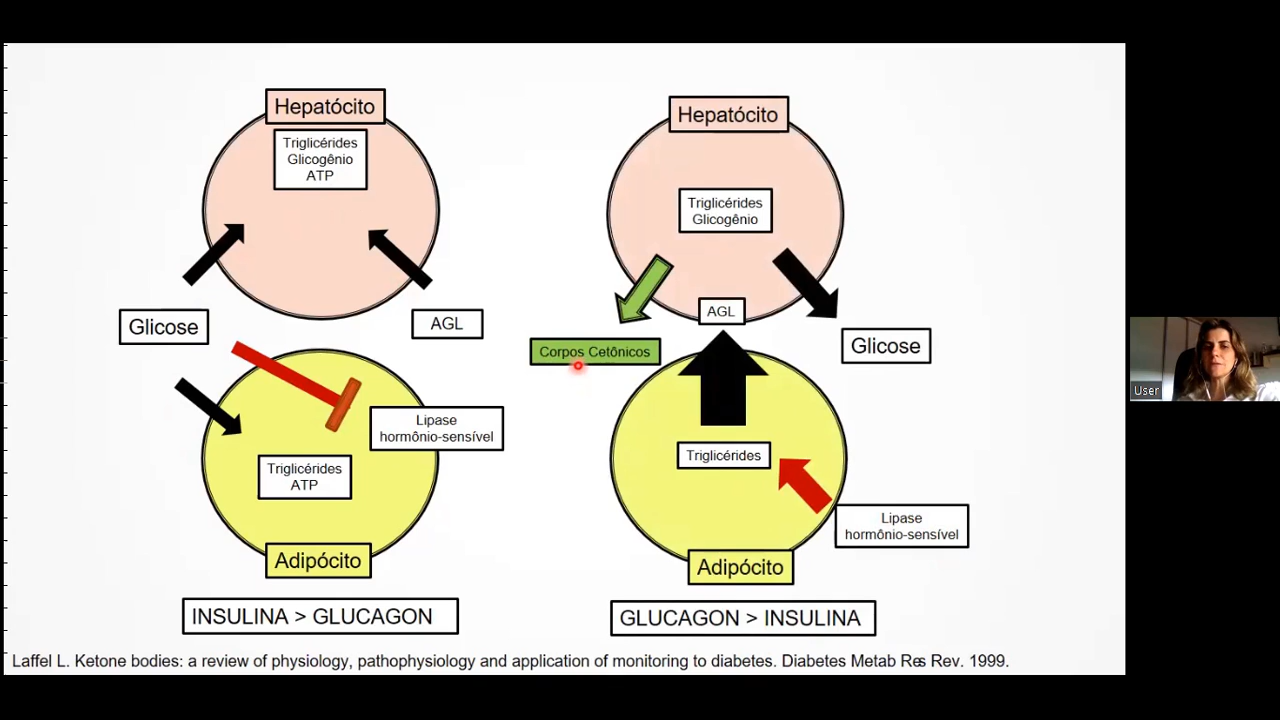 Hepatócito
Triglicérides
Glicogênio
ATP
Glicose
AGL
Lipase
hormônio-sensível
Triglicérides
ATP
Adipócito
INSULINA > GLUCAGON
Hepatócito
Triglicérides
Glicogênio
AGL
Corpos Cetônicos
Glicose
Triglicérides
Lipase
hormônio-sensível
Adipócito
GLUCAGON > INSULINA
Laffel L. Ketone bodies: a review of physiology, pathophysiology and application of monitoring to diabetes. Diabetes Metab Res Rev. 1999.
User